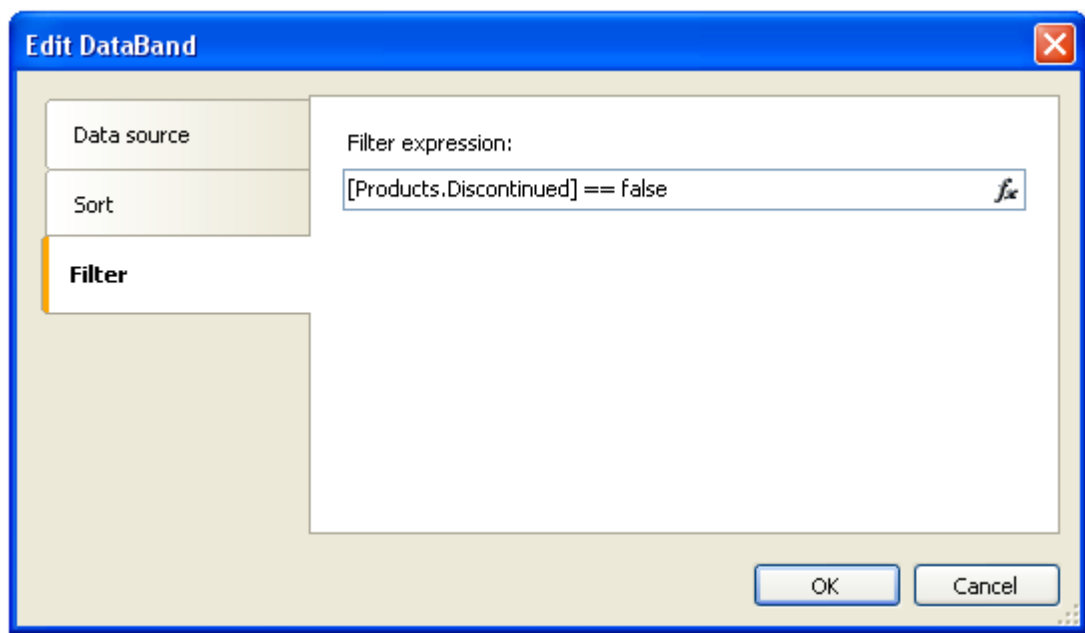 Edit DataBand
Data source
Sort
Filter
Filter expression:
[Products.Discontinued] == false
fx
OK
Cancel